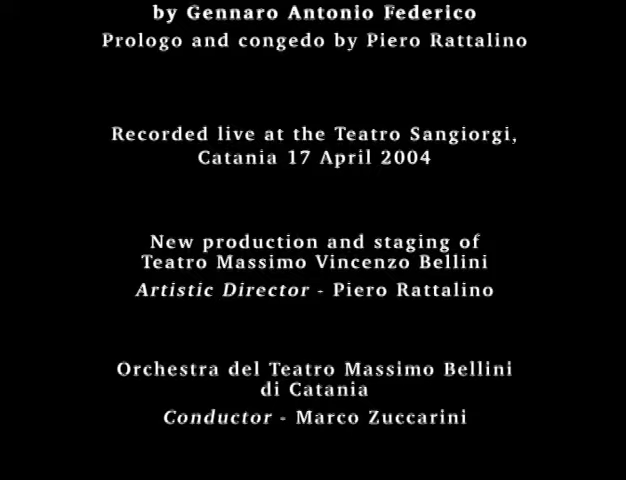 by Gennaro Antonio Federico
Prologo and congedo by Piero Rattalino
Recorded live at the Teatro Sangiorgi,
Catania 17 April 2004
New production and staging of
Teatro Massimo Vincenzo Bellini
Artistic Director - Piero Rattalino
Orchestra del Teatro Massimo Bellini
di Catania
Conductor - Marco Zuccarini